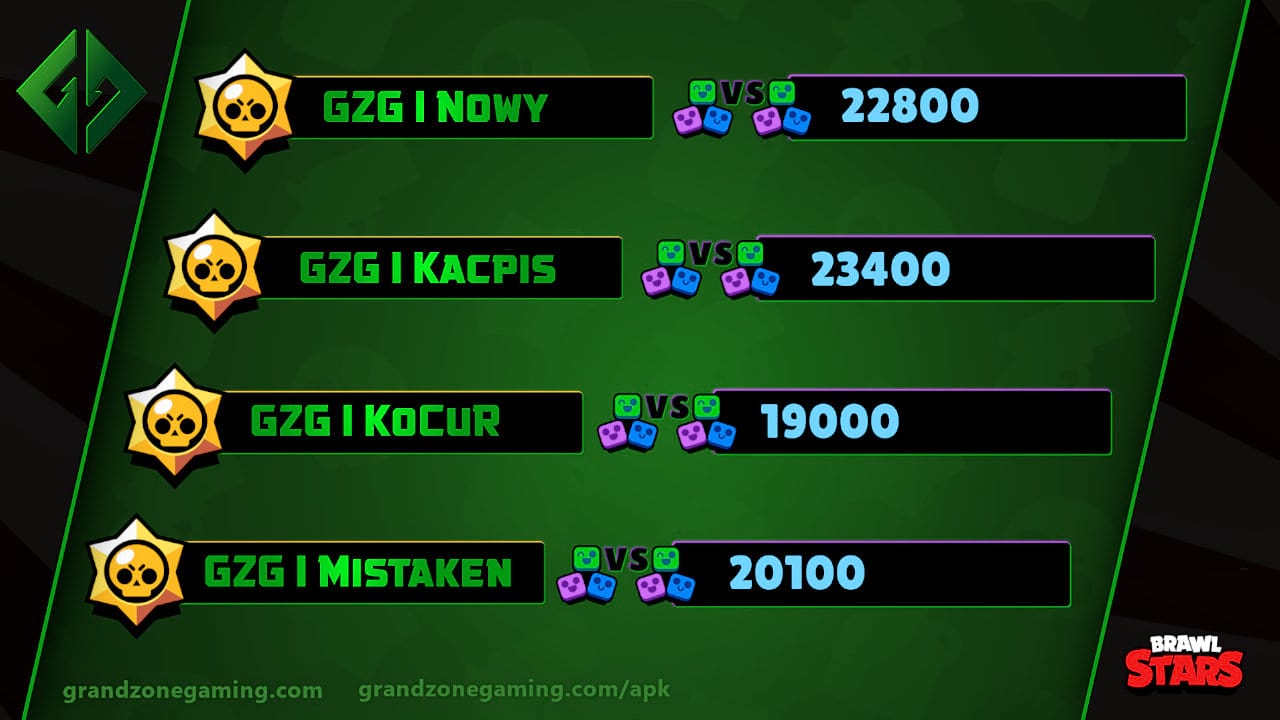 GZG | Nowy
VS
22800
GZG | Kacpis
VS
23400
GZG | KoCuR
VS
19000
GZG | Mistaken
VS
20100
grandzonegaming.com
grandzonegaming.com/apk
BRAWL
STARS